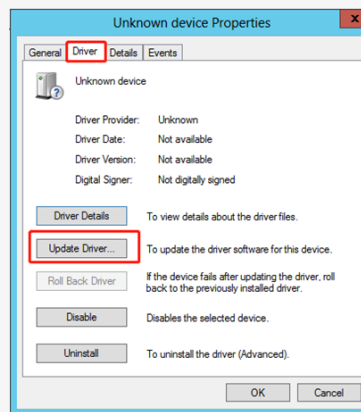 Unknown device Properties
x
General Driver Details Events
Unknown device
Driver Provider: Unknown
Driver Date: Not available
Driver Version: Not available
Digital Signer: Not digitally signed
Driver Details To view details about the driver files.
Update Driver... To update the driver software for this device.
Roll Back Driver If the device fails after updating the driver, roll
back to the previously installed driver.
Disable Disables the selected device.
Uninstall To uninstall the driver (Advanced).
OK Cancel